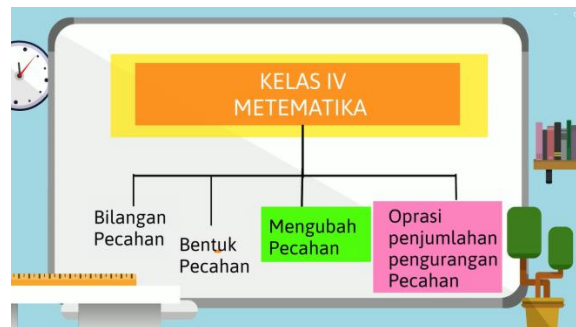 KELAS IV
METEMATIKA
Bilangan
Pecahan
Bentuk
Pecahan
Mengubah
Pecahan
Oprasi
penjumlahan
pengurangan
Pecahan